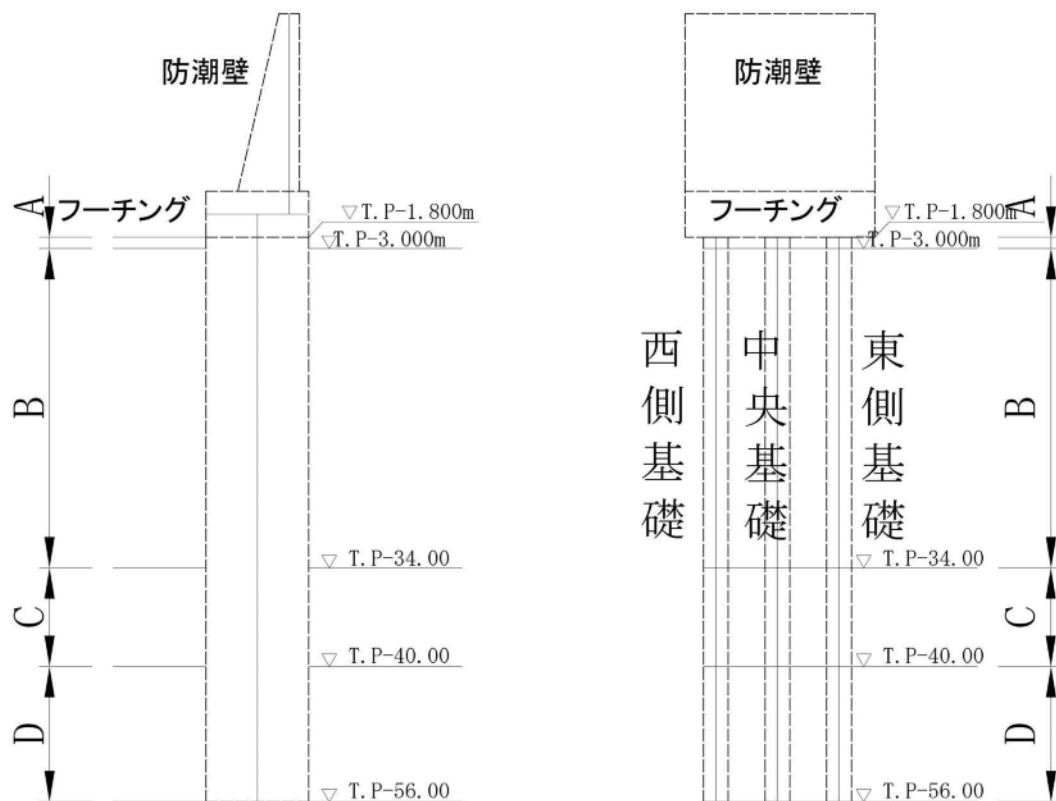 防潮壁
A
フーチング
▽T.P-1.800m
▽T.P-3.000m
B
▽ T.P-34.00
C
▽ T.P-40.00
D
▽ T.P-56.00
防潮壁
フーチング
▽T.P-1.800m
A
▽T.P-3.000m
西側基礎
中央基礎
東側基礎
B
▽ T.P-34.00
C
▽ T.P-40.00
D
▽ T.P-56.00